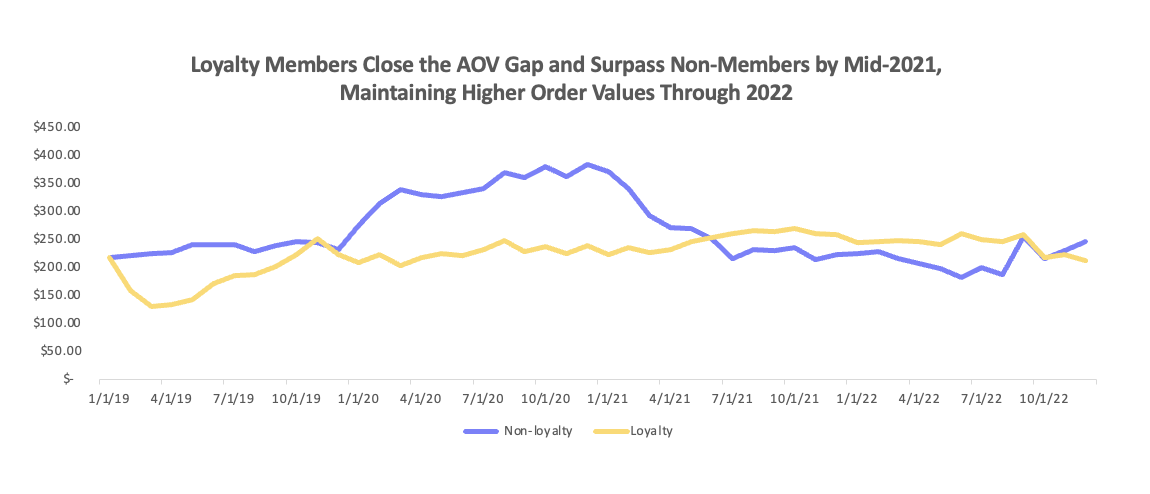 Loyalty Members Close the AOV Gap and Surpass Non-Members by Mid-2021,
Maintaining Higher Order Values Through 2022
$450.00
$400.00
$350.00
$300.00
$250.00
$200.00
$150.00
$100.00
$50.00
$-
1/1/19 4/1/19 7/1/19 10/1/19 1/1/20 4/1/20 7/1/20 10/1/20 1/1/21 4/1/21 7/1/21 10/1/21 1/1/22 4/1/22 7/1/22 10/1/22
Non-loyalty Loyalty